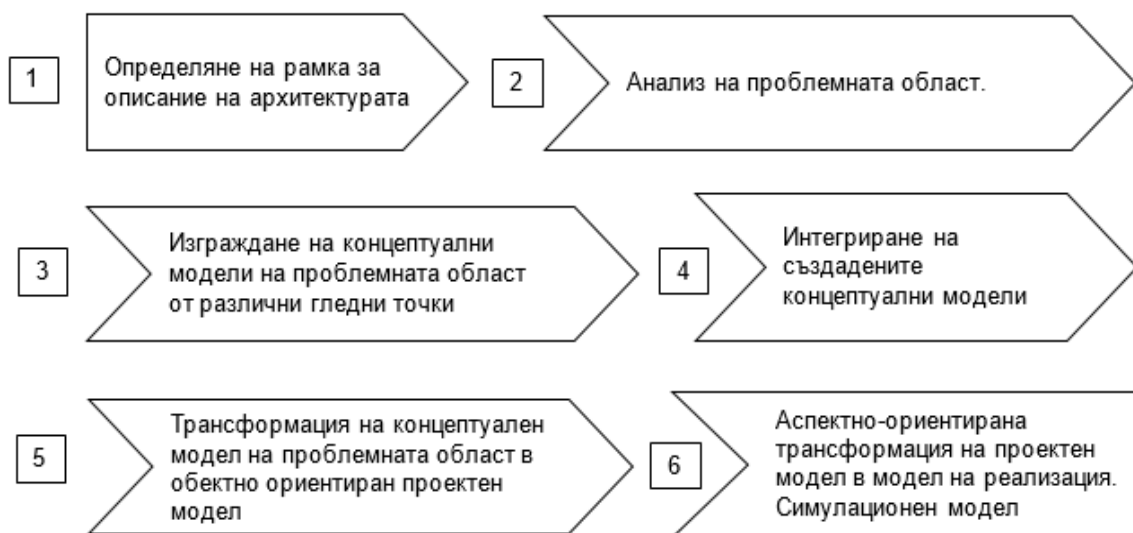 1
Определяне на рамка за
описание на архитектурата
2
Анализ на проблемната област.
3
Изграждане на концептуални
модели на проблемната област
от различни гледни точки
4
Интегриране на
създадените
концептуални модели
5
Трансформация на концептуален
модел на проблемната област в
обектно ориентиран проектен
модел
6
Аспектно-ориентирана
трансформация на проектен
модел в модел на реализация.
Симулационен модел